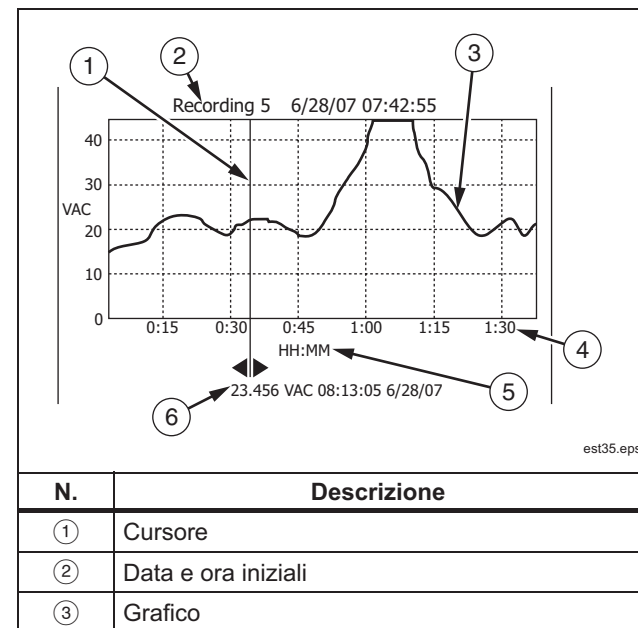 1
2
3
Recording 5 6/28/07 07:42:55
40
30
VAC
20
10
0
0:15 0:30 0:45 1:00 1:15 1:30
4
HH:MM
5
23.456 VAC 08:13:05 6/28/07
6
est35.eps
N. Descrizione
1 Cursore
2 Data e ora iniziali
3 Grafico